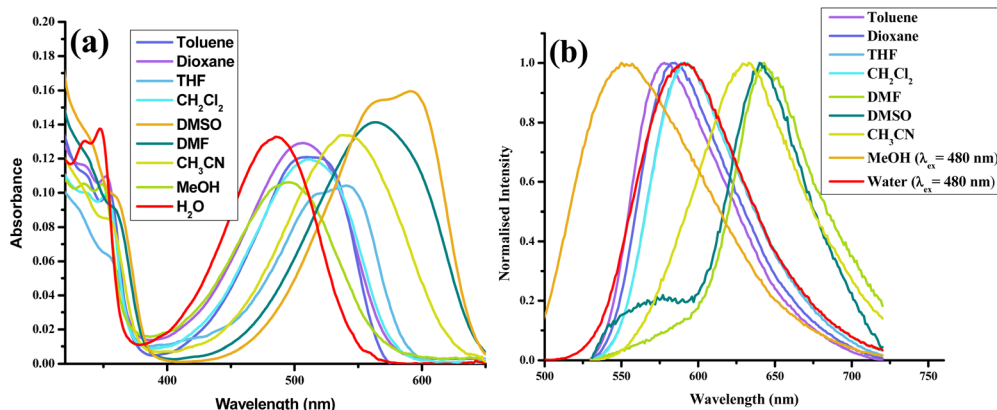 (a)
Absorbance
0.20
0.18
0.16
0.14
0.12
0.10
0.08
0.06
0.04
0.02
0.00
400
500
600
Wavelength (nm)
Toluene
Dioxane
THF
CH₂Cl₂
DMSO
DMF
CH₃CN
MeOH
H₂O
(b)
Normalised Intensity
1.0
0.8
0.6
0.4
0.2
0.0
500
550
600
650
700
750
Wavelength (nm)
Toluene
Dioxane
THF
CH₂Cl₂
DMF
DMSO
CH₃CN
MeOH (λₑₓ= 480 nm)
Water (λₑₓ= 480 nm)